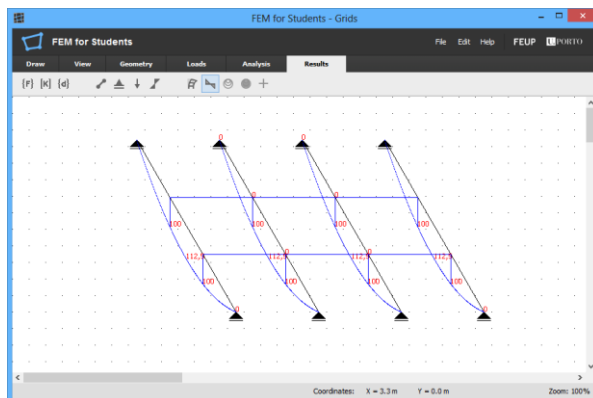 FEM for Students - Grids
FEM for Students
File Edit Help FEUP U.PORTO
Draw View Geometry Loads Analysis Results
{F} [K] {d}
0 0
0 0 0
100 100 100 100
0 0 0
112,5 112,5 112,5 112,5
100 100 100 100
0 0
Coordinates: X = 3.3 m Y = 0.0 m Zoom: 100%